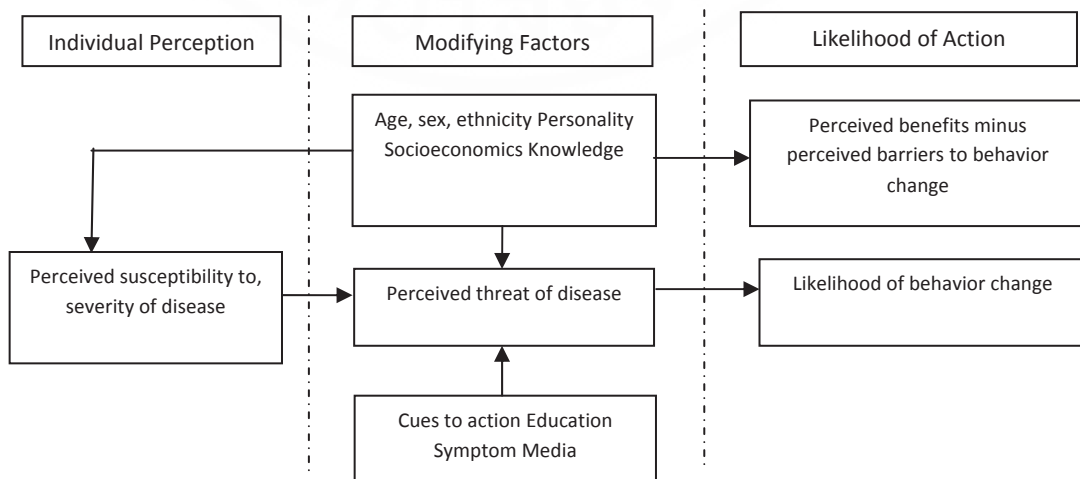 Individual Perception
Modifying Factors
Likelihood of Action
Age, sex, ethnicity Personality
Socioeconomics Knowledge
Perceived benefits minus
perceived barriers to behavior
change
Perceived susceptibility to,
severity of disease
Perceived threat of disease
Likelihood of behavior change
Cues to action Education
Symptom Media